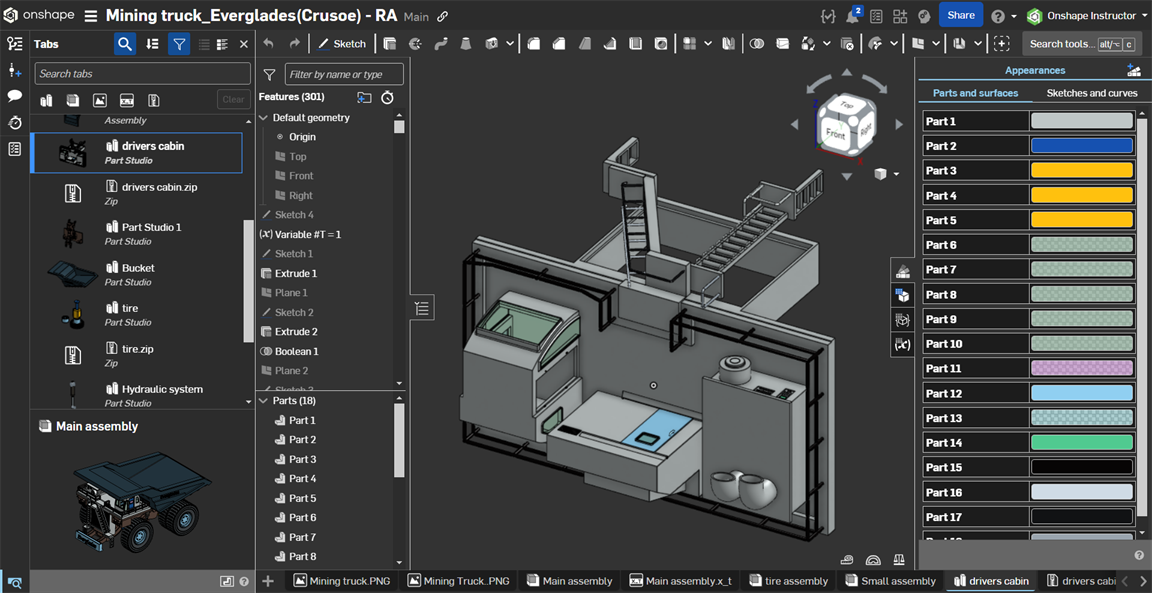 onshape
Mining truck_Everglades(Crusoe) - RA Main
2
Share
Onshape Instructor
Tabs
Sketch
Search tools... alt/⌥ c
Search tabs
Clear
Assembly
drivers cabin
Part Studio
drivers cabin.zip
Zip
Part Studio 1
Part Studio
Bucket
Part Studio
tire
Part Studio
tire.zip
Zip
Hydraulic system
Part Studio
Main assembly
Filter by name or type
Features (301)
Default geometry
Origin
Top
Front
Right
Sketch 4
(x) Variable #T = 1
Sketch 1
Extrude 1
Plane 1
Sketch 2
Extrude 2
Boolean 1
Plane 2
Sketch 3
Parts (18)
Part 1
Part 2
Part 3
Part 4
Part 5
Part 6
Part 7
Part 8
Z
Top
Front
Right
X
Appearances
Parts and surfaces
Sketches and curves
Part 1
Part 2
Part 3
Part 4
Part 5
Part 6
Part 7
Part 8
Part 9
Part 10
Part 11
Part 12
Part 13
Part 14
Part 15
Part 16
Part 17
Part 18
Mining truck.PNG
Mining Truck..PNG
Main assembly
Main assembly.x_t
tire assembly
Small assembly
drivers cabin
drivers cabi